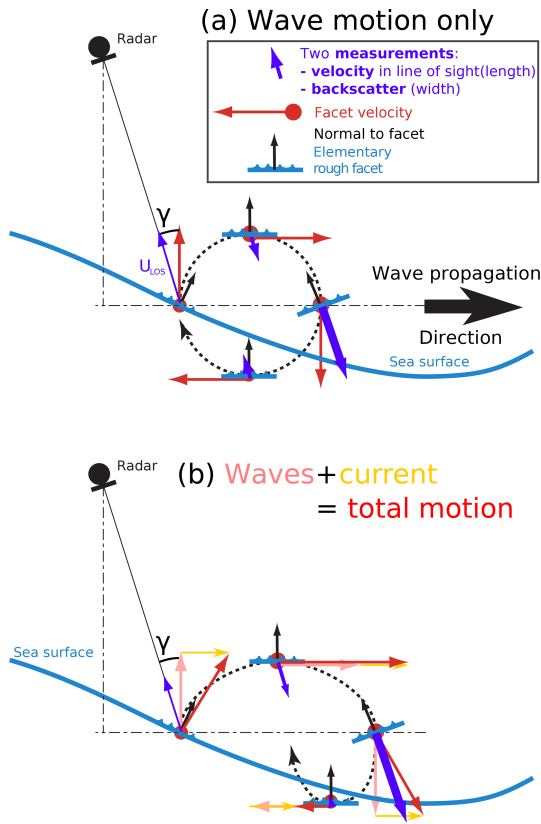 (a) Wave motion only
Radar
Two measurements:
- velocity in line of sight(length)
- backscatter (width)
Facet velocity
Normal to facet
Elementary
rough facet
γ
ULOS
Wave propagation
Direction
Sea surface
Radar
(b) Waves+current
= total motion
γ
Sea surface